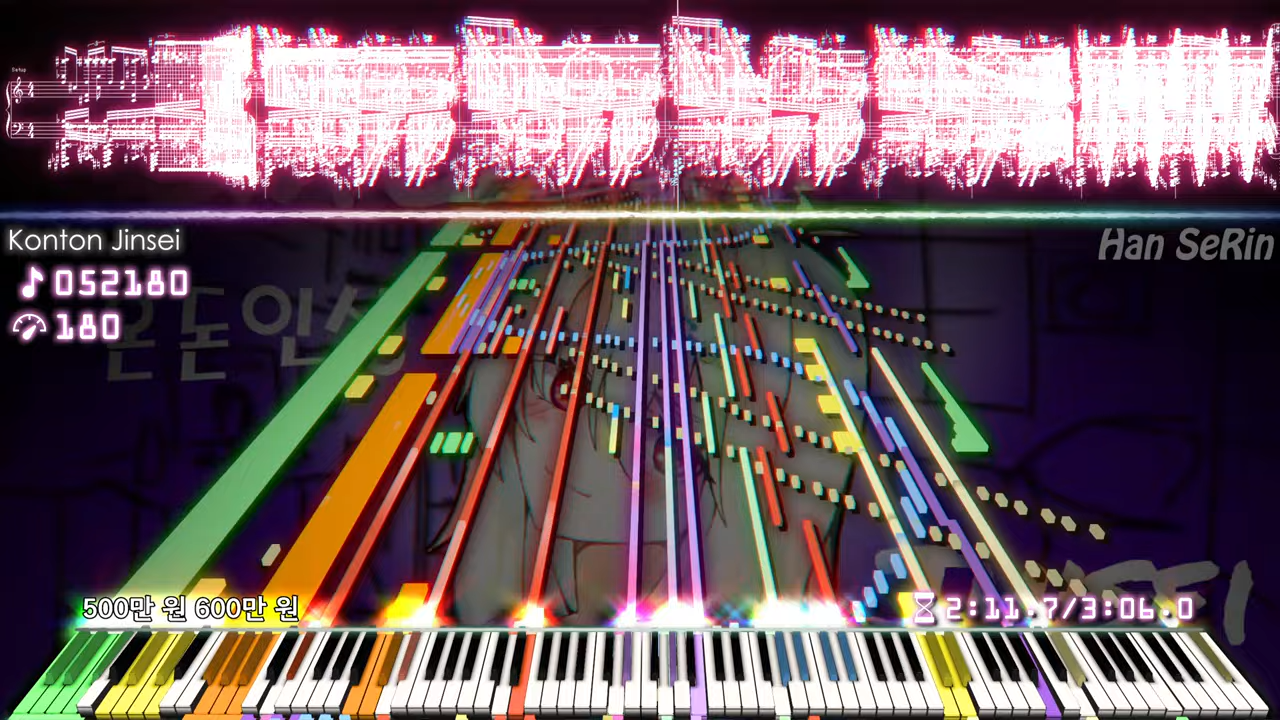 Konton Jinsei
Han SeRin
052180
180
혼돈인생
500만 원 600만 원
2:11.7/3:06.0